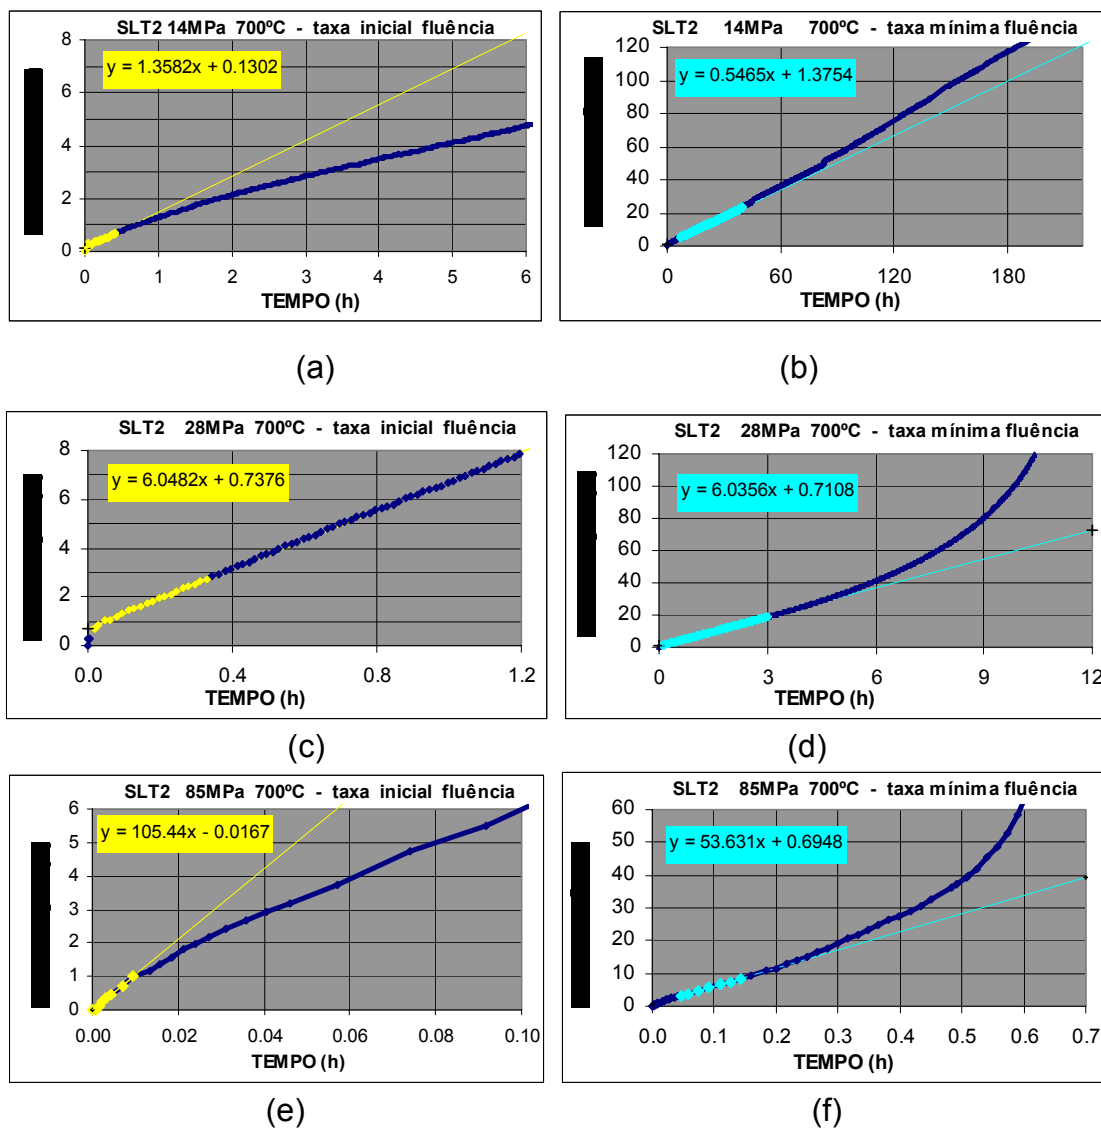 SLT2 14MPa 700ºC - taxa inicial fluência
y = 1.3582x + 0.1302
8
6
4
2
0
0 1 2 3 4 5 6
TEMPO (h)
(a)
SLT2 14MPa 700ºC - taxa mínima fluência
y = 0.5465x + 1.3754
120
100
80
60
40
20
0
0 60 120 180
TEMPO (h)
(b)
SLT2 28MPa 700ºC - taxa inicial fluência
y = 6.0482x + 0.7376
8
6
4
2
0
0.0 0.4 0.8 1.2
TEMPO (h)
(c)
SLT2 28MPa 700ºC - taxa mínima fluência
y = 6.0356x + 0.7108
120
100
80
60
40
20
0
0 3 6 9 12
TEMPO (h)
(d)
SLT2 85MPa 700ºC - taxa inicial fluência
y = 105.44x - 0.0167
6
5
4
3
2
1
0
0.00 0.02 0.04 0.06 0.08 0.10
TEMPO (h)
(e)
SLT2 85MPa 700ºC - taxa mínima fluência
y = 53.631x + 0.6948
60
50
40
30
20
10
0
0.0 0.1 0.2 0.3 0.4 0.5 0.6 0.7
TEMPO (h)
(f)